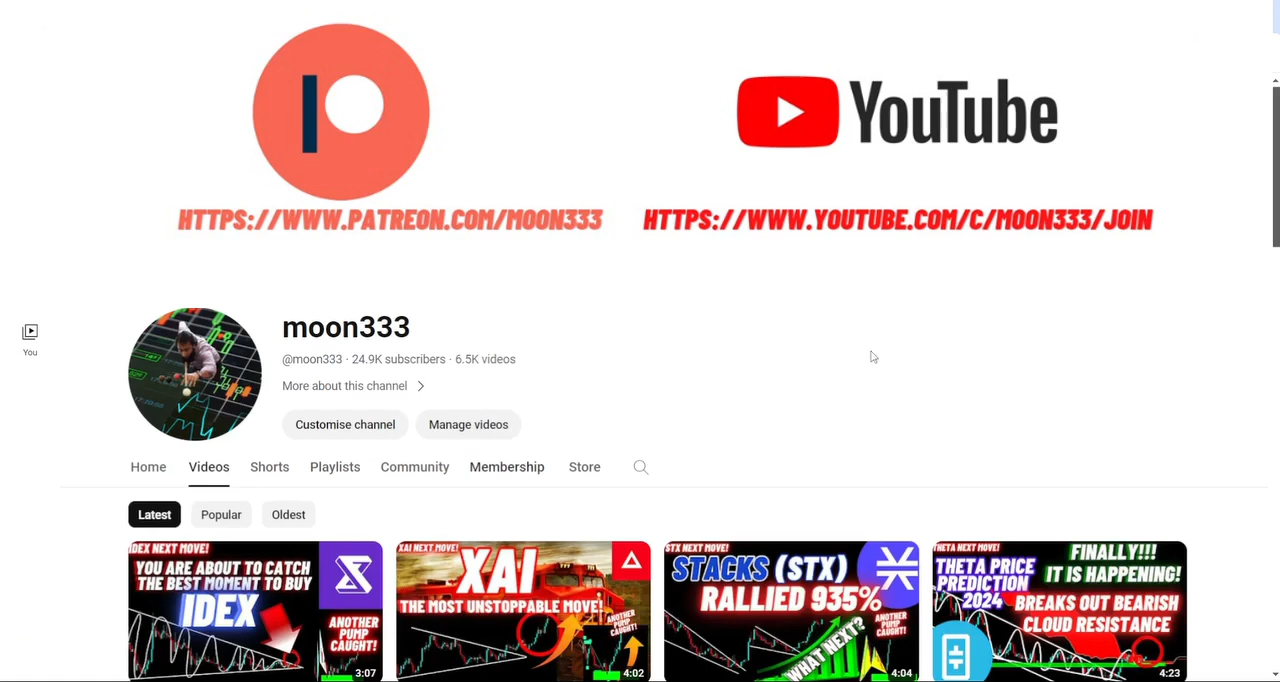 YouTube
HTTPS://WWW.PATREON.COM/MOON333
HTTPS://WWW.YOUTUBE.COM/C/MOON333/JOIN
moon333
@moon333 · 24.9K subscribers · 6.5K videos
More about this channel
You
Customise channel
Manage videos
Home
Videos
Shorts
Playlists
Community
Membership
Store
Latest
Popular
Oldest
IDEX NEXT MOVE!
YOU ARE ABOUT TO CATCH
THE BEST MOMENT TO BUY
IDEX
ANOTHER
PUMP
CAUGHT!
3:07
XAI NEXT MOVE!
XAI
THE MOST UNSTOPPABLE MOVE!
ANOTHER
PUMP
CAUGHT!
4:02
STX NEXT MOVE!
STACKS (STX)
RALLIED 935%
ANOTHER
PUMP
CAUGHT!
WHAT NEXT?
4:04
THETA NEXT MOVE!
FINALLY!!!
IT IS HAPPENING!
THETA PRICE
PREDICTION
2024
BREAKS OUT BEARISH
CLOUD RESISTANCE
4:23